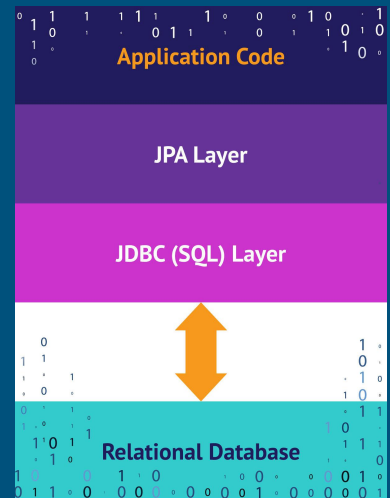 Application Code
JPA Layer
JDBC (SQL) Layer
Relational Database